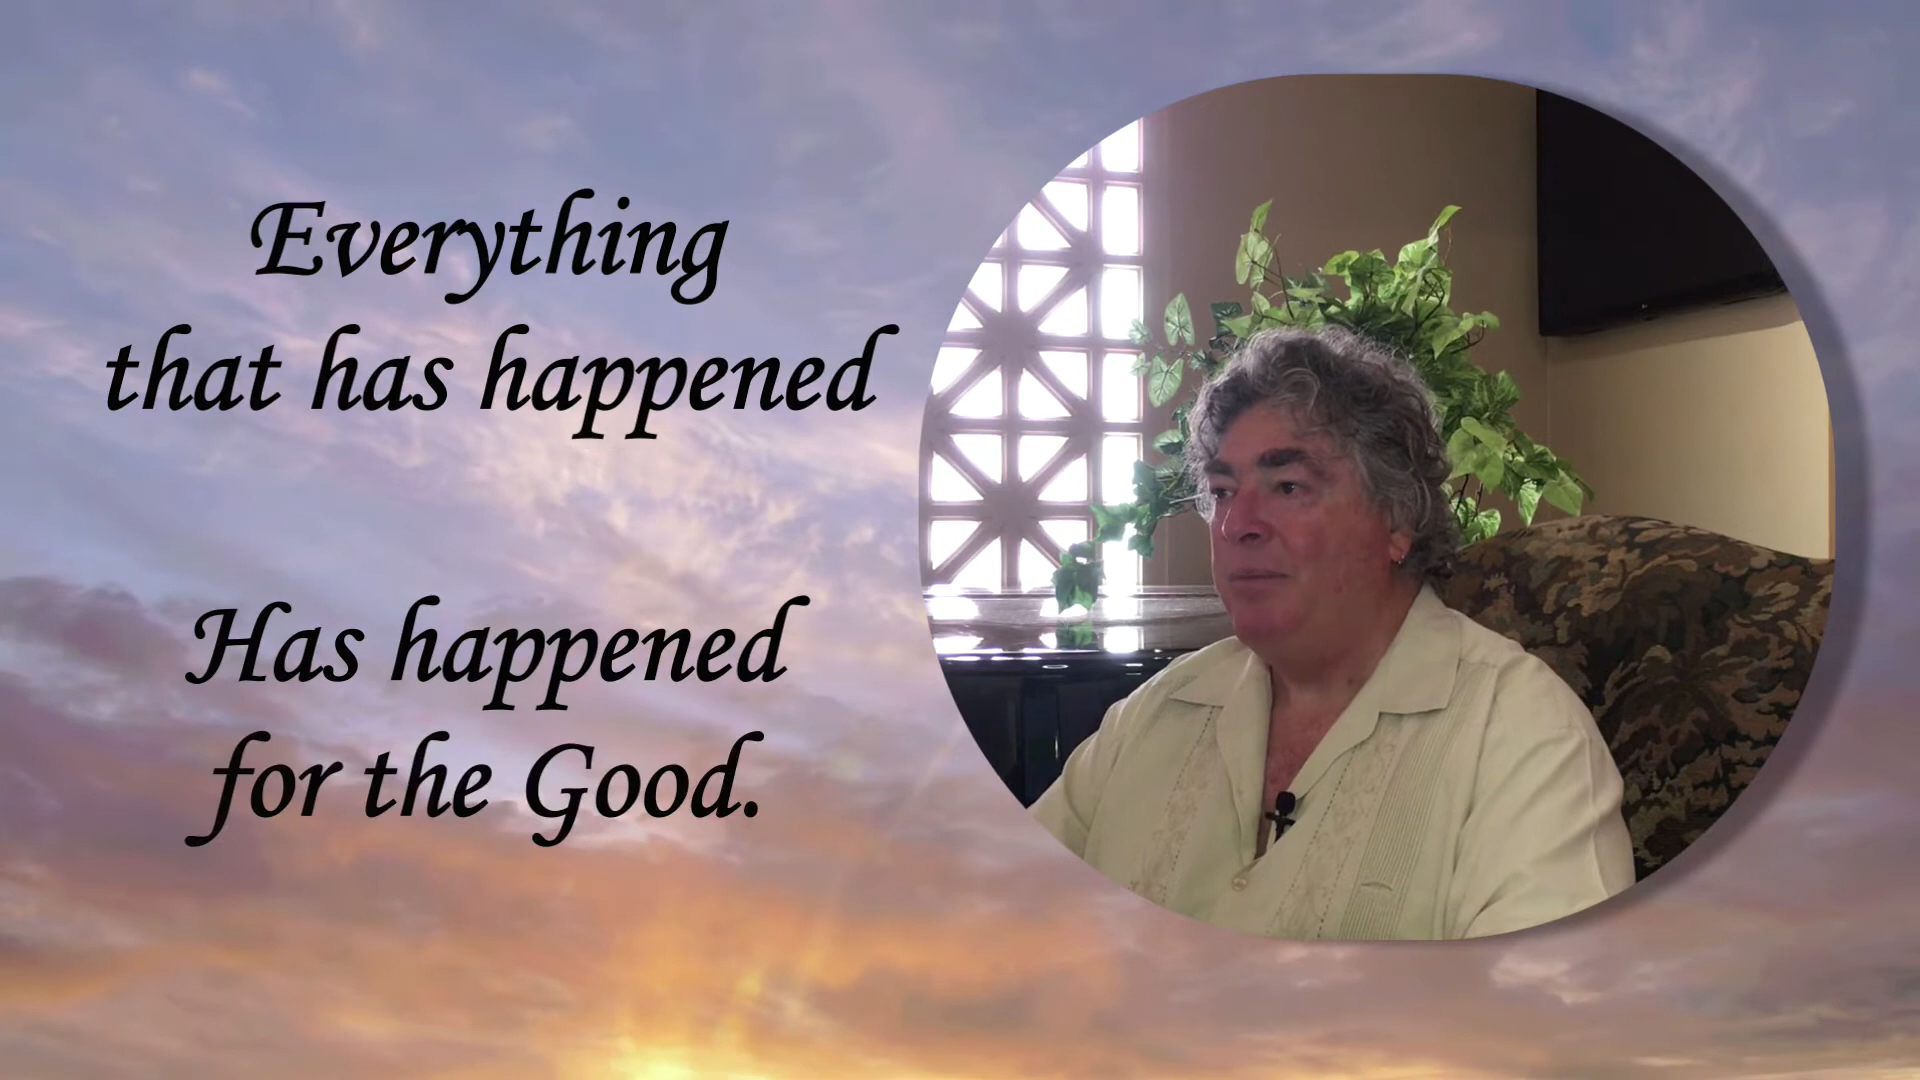 Everything
that has happened
Has happened
for the Good.